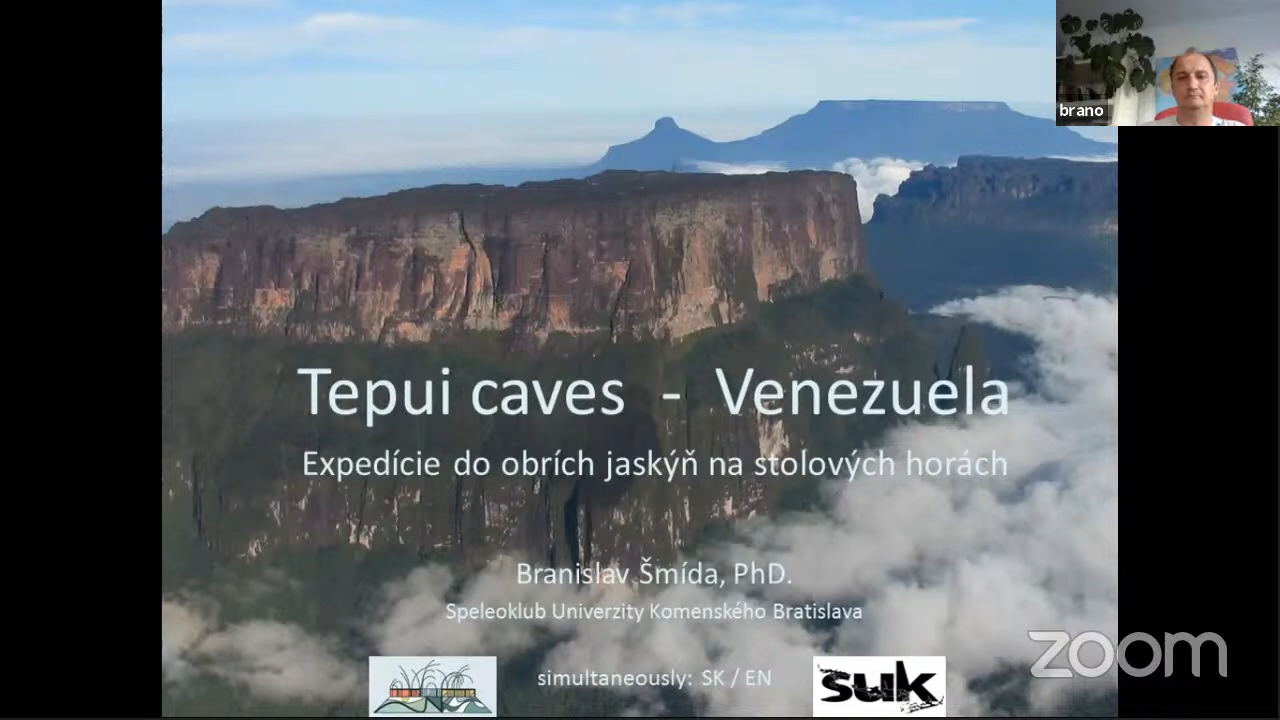 brano
Tepui caves - Venezuela
Expedície do obrích jaskýň na stolových horách
Branislav Šmída, PhD.
Speleoklub Univerzity Komenského Bratislava
simultaneously: SK / EN
suk
zoom